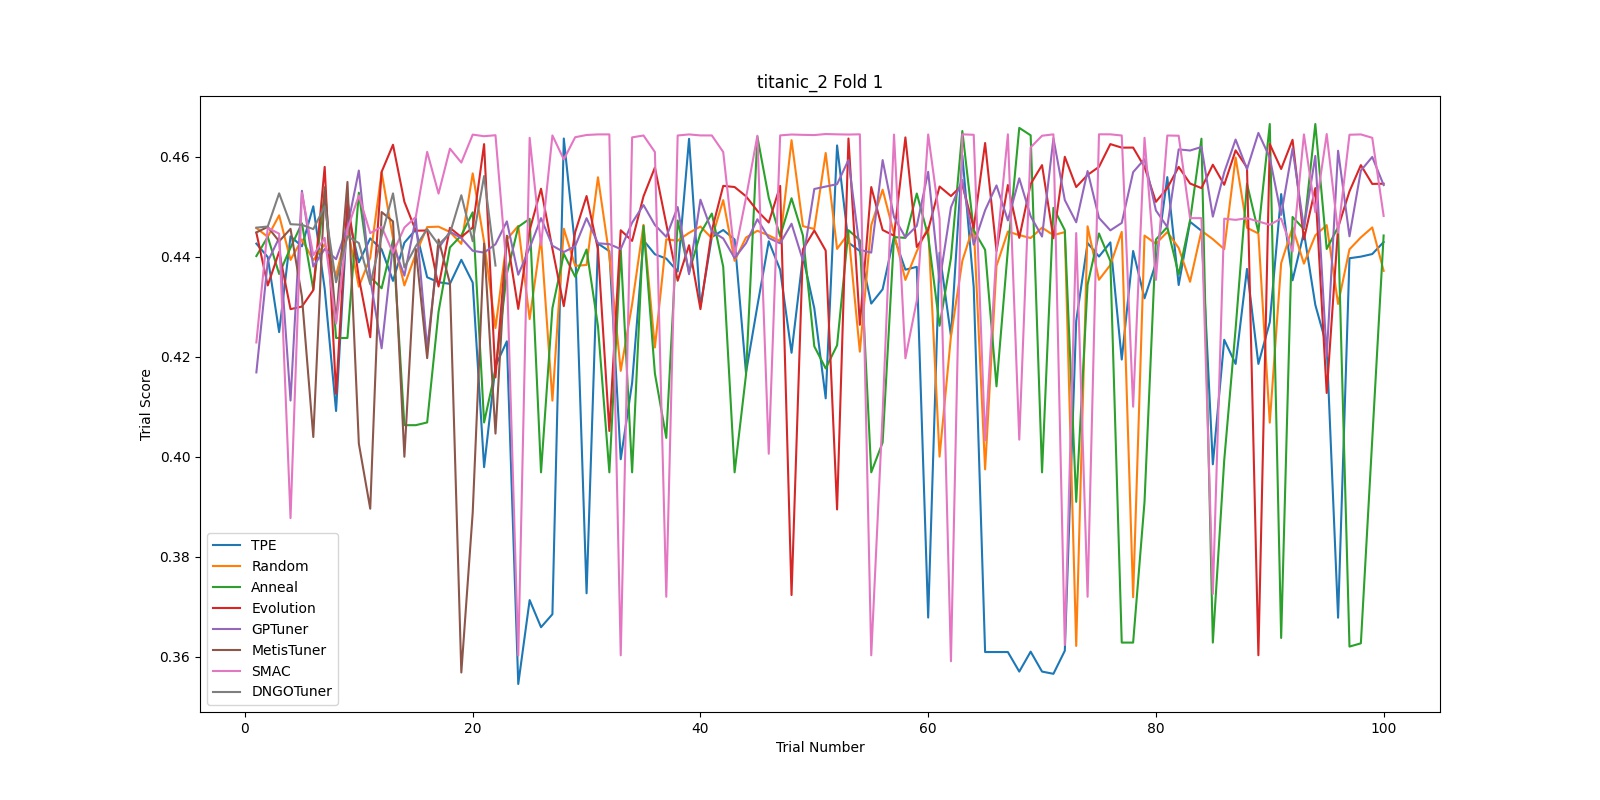 titanic_2 Fold 1
Trial Score
0.46
0.44
0.42
0.40
0.38
0.36
TPE
Random
Anneal
Evolution
GPTuner
MetisTuner
SMAC
DNGOTuner
0
20
40
60
80
100
Trial Number